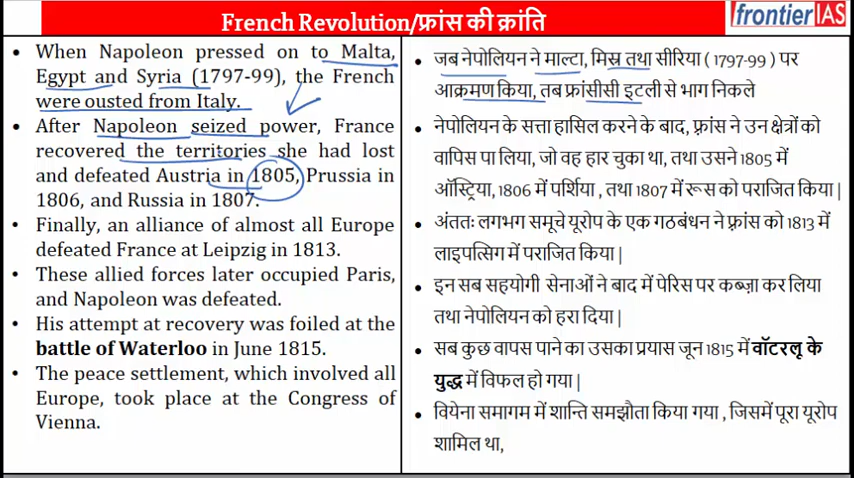 French Revolution/फ्रांस की क्रांति
frontierIAS
• When Napoleon pressed on to Malta,
Egypt and Syria (1797-99), the French
were ousted from Italy.
• After Napoleon seized power, France
recovered the territories she had lost
and defeated Austria in 1805, Prussia in
1806, and Russia in 1807.
• Finally, an alliance of almost all Europe
defeated France at Leipzig in 1813.
• These allied forces later occupied Paris,
and Napoleon was defeated.
• His attempt at recovery was foiled at the
battle of Waterloo in June 1815.
• The peace settlement, which involved all
Europe, took place at the Congress of
Vienna.
• जब नेपोलियन ने माल्टा, मिस्र तथा सीरिया (1797-99) पर
आक्रमण किया, तब फ्रांसीसी इटली से भाग निकले
• नेपोलियन के सत्ता हासिल करने के बाद, फ़्रांस ने उन क्षेत्रों को
वापिस पा लिया, जो वह हार चुका था, तथा उसने 1805 में
ऑस्ट्रिया, 1806 में पर्शिया , तथा 1807 में रूस को पराजित किया |
• अंततः लगभग समूचे यूरोप के एक गठबंधन ने फ़्रांस को 1813 में
लाइपत्सिग में पराजित किया |
• इन सब सहयोगी सेनाओं ने बाद में पेरिस पर कब्ज़ा कर लिया
तथा नेपोलियन को हरा दिया |
• सब कुछ वापस पाने का उसका प्रयास जून 1815 में वॉटरलू के
युद्ध में विफल हो गया |
• वियेना समागम में शान्ति समझौता किया गया , जिसमें पूरा यूरोप
शामिल था,